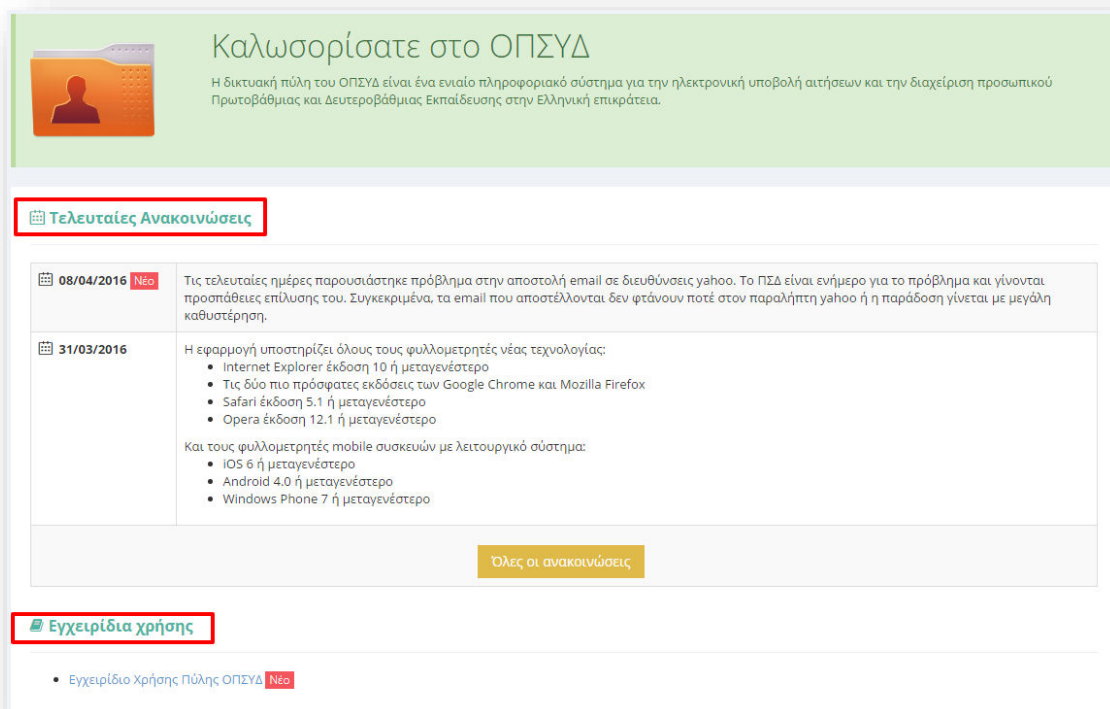 Καλωσορίσατε στο ΟΠΣΥΔ
Η δικτυακή πύλη του ΟΠΣΥΔ είναι ένα ενιαίο πληροφοριακό σύστημα για την ηλεκτρονική υποβολή αιτήσεων και την διαχείριση προσωπικού
Πρωτοβάθμιας και Δευτεροβάθμιας Εκπαίδευσης στην Ελληνική επικράτεια.
Τελευταίες Ανακοινώσεις
08/04/2016 Νέο
Τις τελευταίες ημέρες παρουσιάστηκε πρόβλημα στην αποστολή email σε διευθύνσεις yahoo. Το ΠΣΔ είναι ενήμερο για το πρόβλημα και γίνονται
προσπάθειες επίλυσης του. Συγκεκριμένα, τα email που αποστέλλονται δεν φτάνουν ποτέ στον παραλήπτη yahoo ή η παράδοση γίνεται με μεγάλη
καθυστέρηση.
31/03/2016
Η εφαρμογή υποστηρίζει όλους τους φυλλομετρητές νέας τεχνολογίας:
• Internet Explorer έκδοση 10 ή μεταγενέστερο
• Τις δύο πιο πρόσφατες εκδόσεις των Google Chrome και Mozilla Firefox
• Safari έκδοση 5.1 ή μεταγενέστερο
• Opera έκδοση 12.1 ή μεταγενέστερο
Και τους φυλλομετρητές mobile συσκευών με λειτουργικό σύστημα:
• iOS 6 ή μεταγενέστερο
• Android 4.0 ή μεταγενέστερο
• Windows Phone 7 ή μεταγενέστερο
Όλες οι ανακοινώσεις
Εγχειρίδια χρήσης
• Εγχειρίδιο Χρήσης Πύλης ΟΠΣΥΔ Νέο